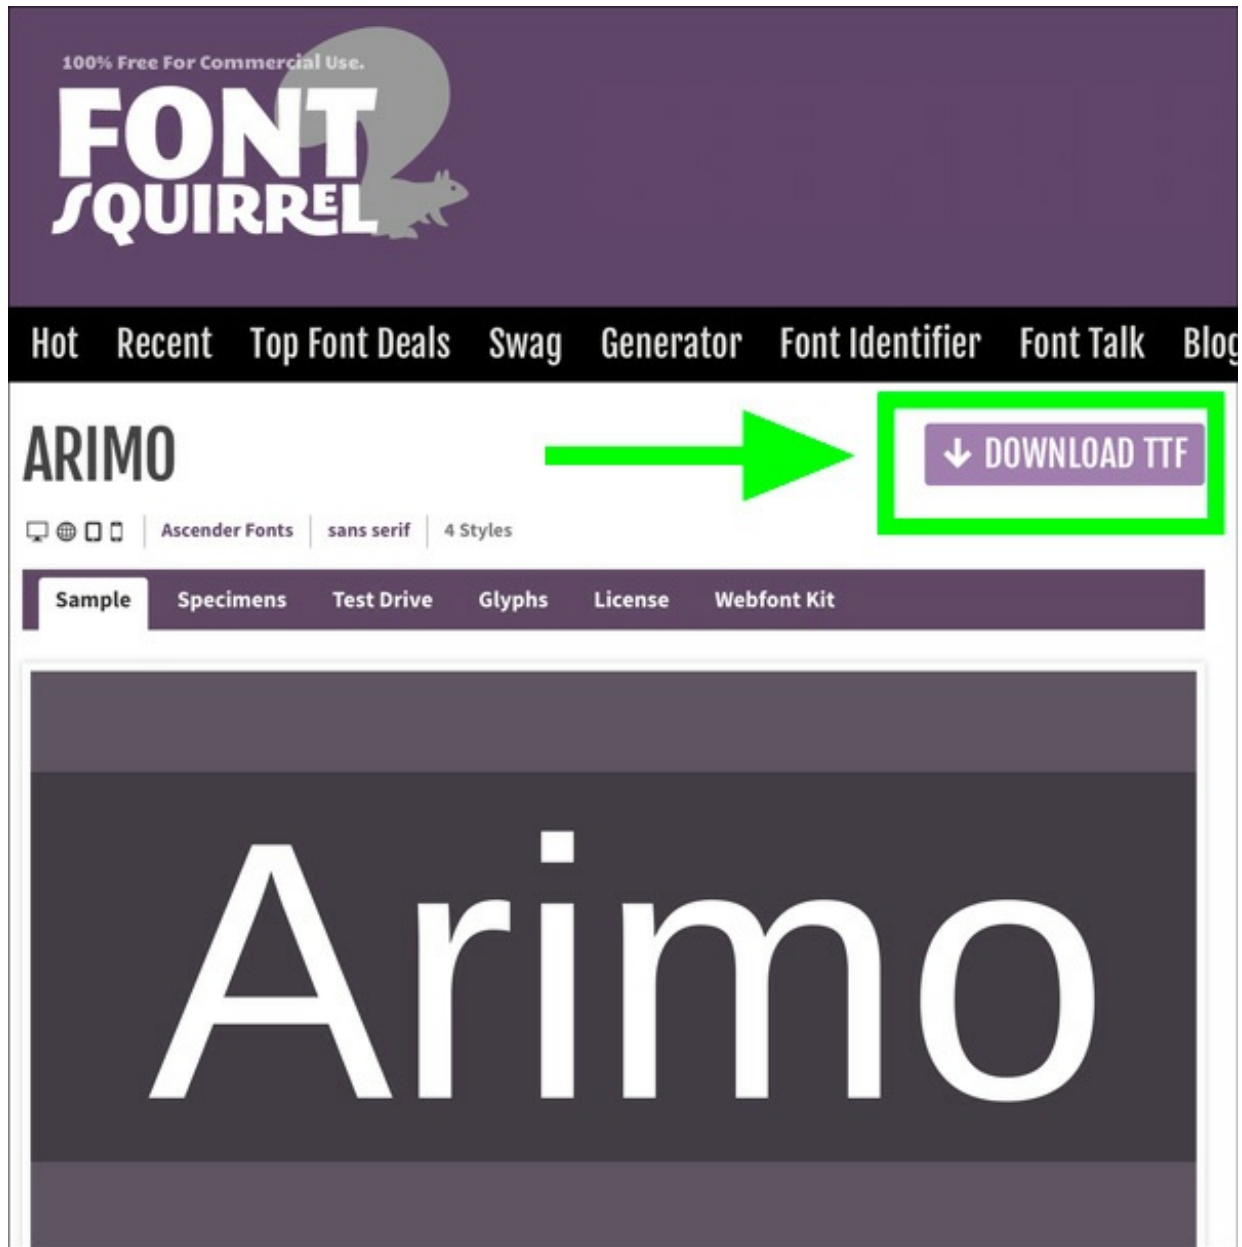 100% Free For Commercial Use.
FONT
SQUIRREL
Hot Recent Top Font Deals Swag Generator Font Identifier Font Talk Blog
ARIMO
DOWNLOAD TTF
Ascender Fonts sans serif 4 Styles
Sample Specimens Test Drive Glyphs License Webfont Kit
Arimo